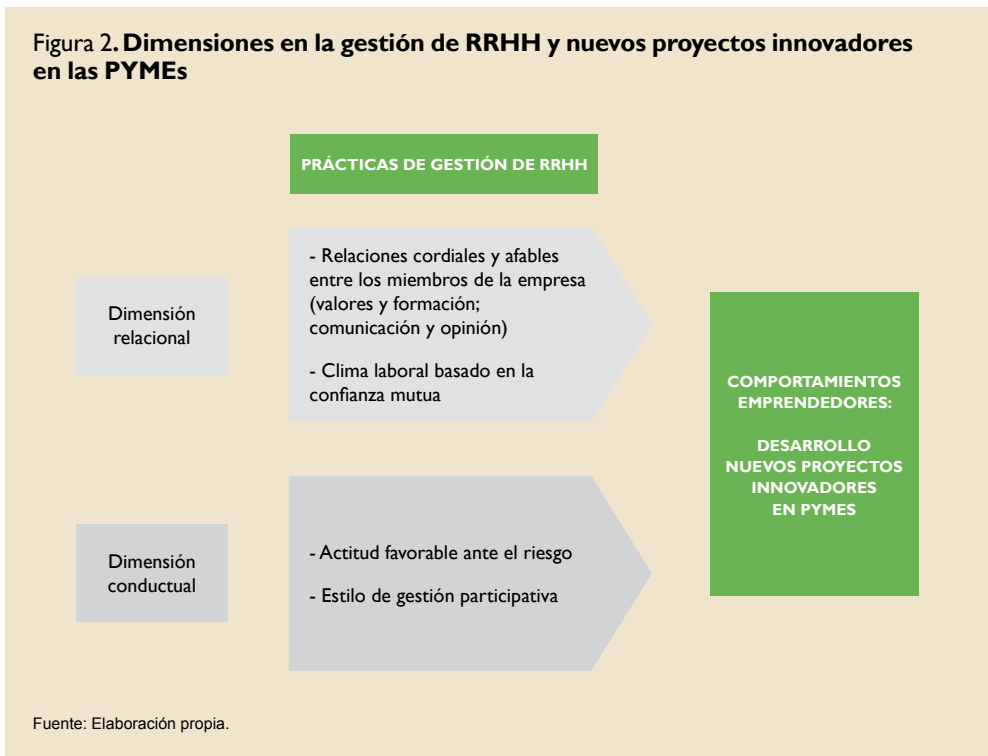 Figura 2. Dimensiones en la gestión de RRHH y nuevos proyectos innovadores
en las PYMEs
PRÁCTICAS DE GESTIÓN DE RRHH
Dimensión
relacional
- Relaciones cordiales y afables
entre los miembros de la empresa
(valores y formación;
comunicación y opinión)
- Clima laboral basado en la
confianza mutua
Dimensión
conductual
- Actitud favorable ante el riesgo
- Estilo de gestión participativa
COMPORTAMIENTOS
EMPRENDEDORES:
DESARROLLO
NUEVOS PROYECTOS
INNOVADORES
EN PYMES
Fuente: Elaboración propia.